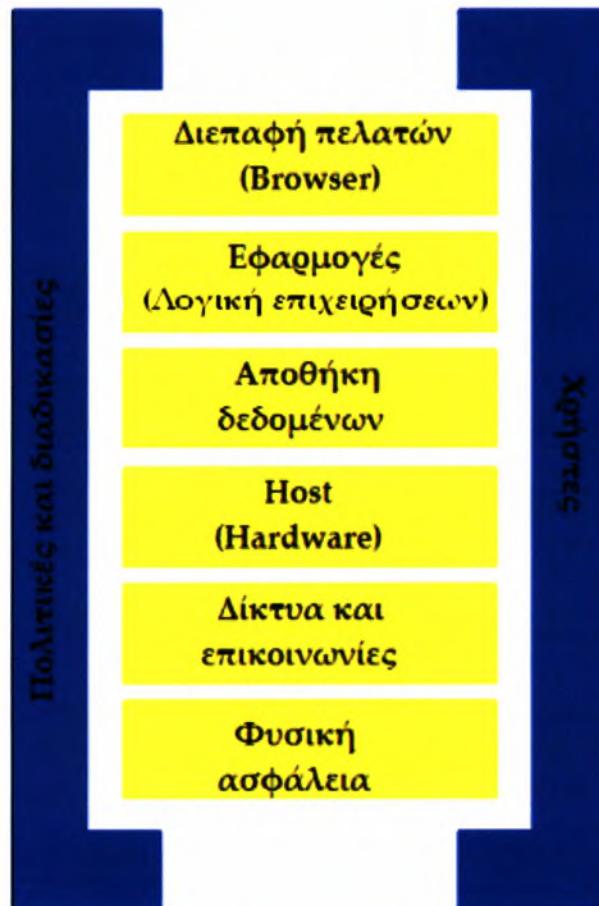 Διεπαφή πελατών
(Browser)
Εφαρμογές
(Λογική επιχειρήσεων)
Αποθήκη
δεδομένων
Host
(Hardware)
Δίκτυα και
επικοινωνίες
Φυσική
ασφάλεια
Πολιτικές και διαδικασίες
Χρήστες